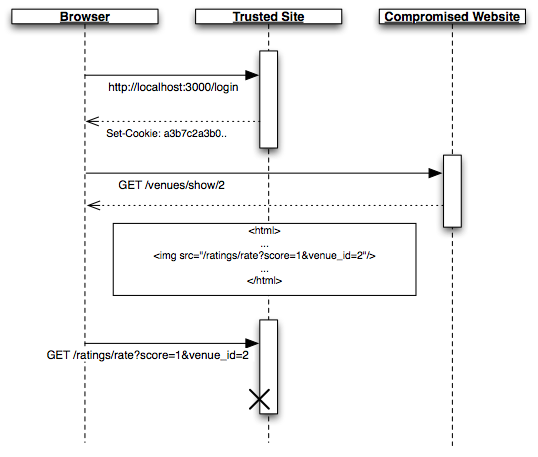 Browser
Trusted Site
Compromised Website
http://localhost:3000/login
Set-Cookie: a3b7c2a3b0..
GET /venues/show/2
<html>
...
<img src="/ratings/rate?score=1&venue_id=2"/>
...
</html>
GET /ratings/rate?score=1&venue_id=2